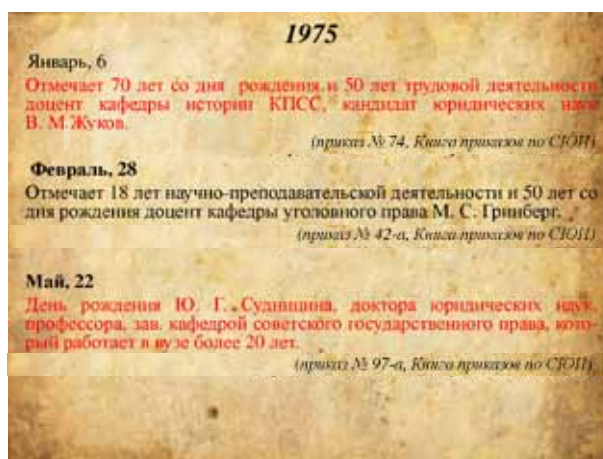 1975
Январь, 6
Отмечает 70 лет со дня рождения и 50 лет трудовой деятельности
доцент кафедры истории КПСС, кандидат юридических наук
В. М. Жуков.
(приказ № 74, Книга приказов по СЮИ)
Февраль, 28
Отмечает 18 лет научно-преподавательской деятельности и 50 лет со
дня рождения доцент кафедры уголовного права М. С. Гринберг.
(приказ № 42-а, Книга приказов по СЮИ)
Май, 22
День рождения Ю. Г. Судницина, доктора юридических наук,
профессора, зав. кафедрой советского государственного права, кото-
рый работает в вузе более 20 лет.
(приказ № 97-а, Книга приказов по СЮИ)